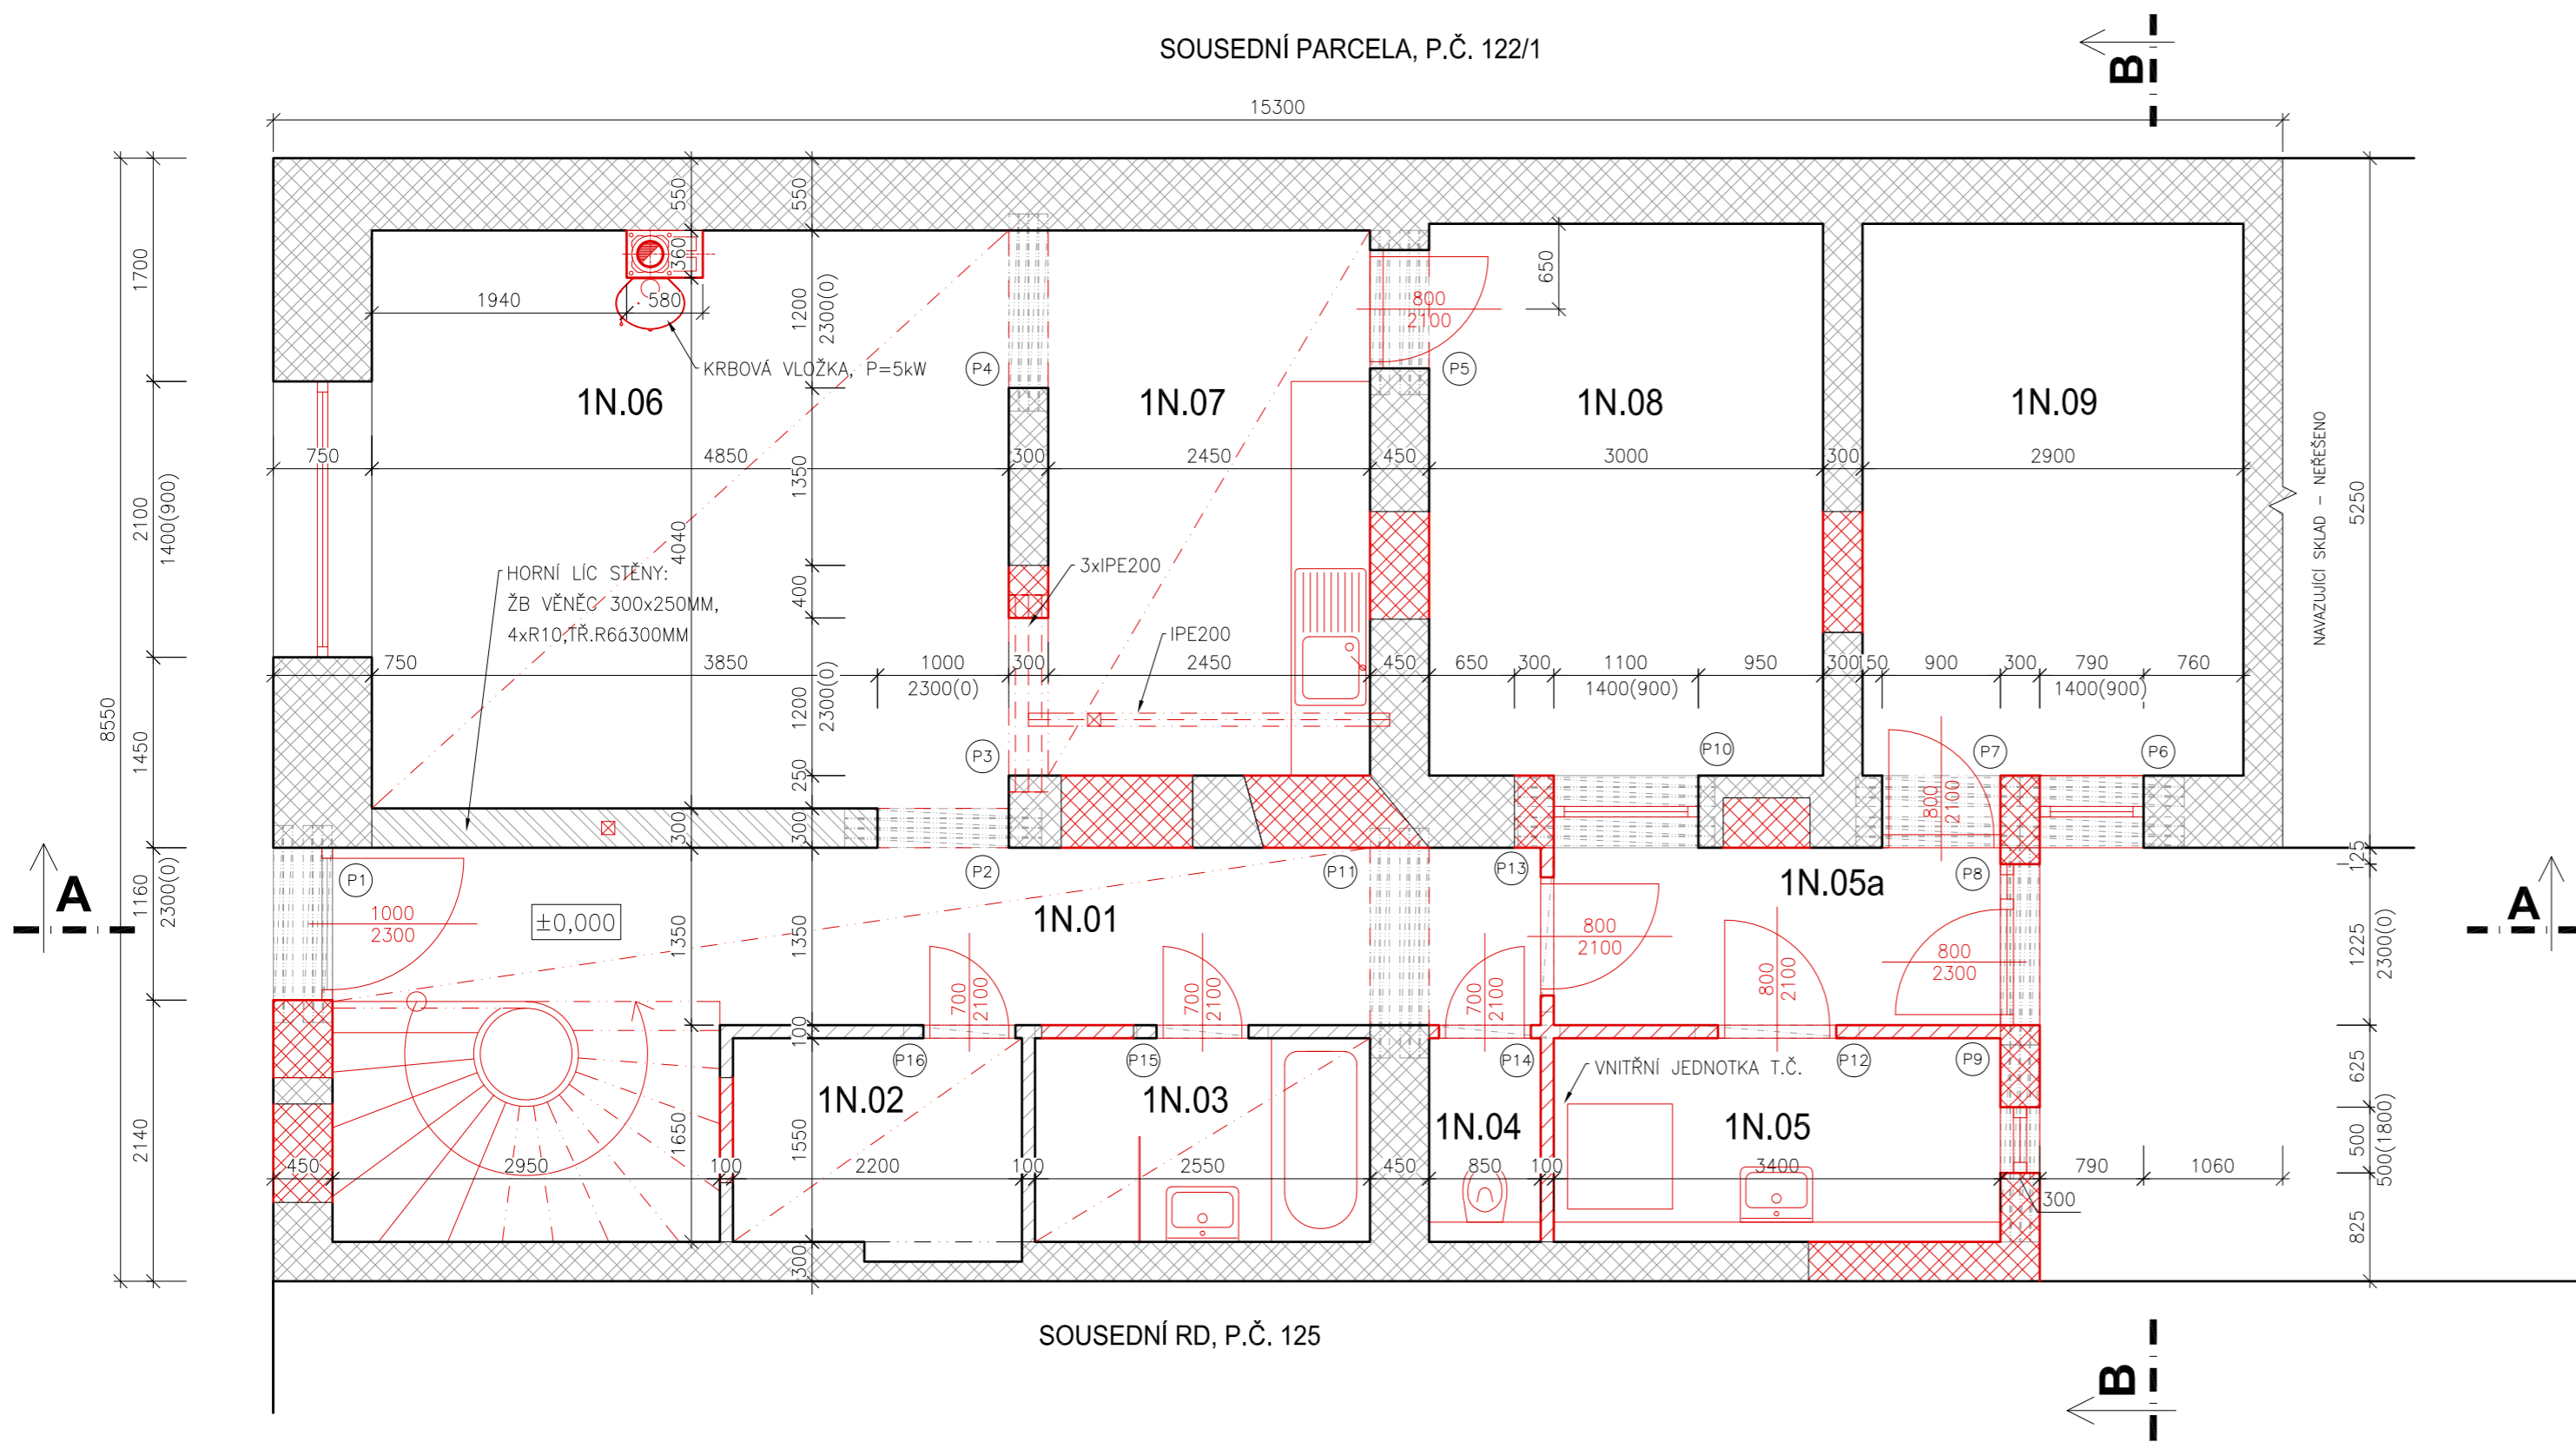 SOUSEDNÍ PARCELA, P.Č. 122/1
B
15300
550
550
360
1700
1940
580
1200
2300(0)
650
800
2100
KRBOVÁ VLOŽKA, P=5kW
P4
P5
1N.06
1N.07
1N.08
1N.09
NAVAZUJÍCÍ SKLAD – NEŘEŠENO
5250
750
4850
300
2450
450
3000
300
2900
1350
2100
1400(900)
4040
HORNÍ LÍC STĚNY:
ŽB VĚNĚC 300x250MM,
4xR10,TŘ.R6á300MM
3xIPE200
400
IPE200
750
3850
1000
2300(0)
300
2450
450
650
300
1100
1400(900)
950
300
150
900
300
790
1400(900)
760
8550
1450
1200
2300(0)
250
P3
P10
P7
P6
800
2100
300
300
125
A
1160
2300(0)
P1
1000
2300
±0,000
P2
P11
P13
P8
1N.01
1N.05a
1350
1350
800
2100
800
2300
1225
2300(0)
A
700
2100
700
2100
700
2100
800
2100
100
P16
P15
P14
P12
P9
VNITŘNÍ JEDNOTKA T.Č.
625
1N.02
1N.03
1N.04
1N.05
2140
1650
1550
500
500(1800)
450
2950
100
2200
100
2550
450
850
100
3400
790
1060
300
825
300
SOUSEDNÍ RD, P.Č. 125
B